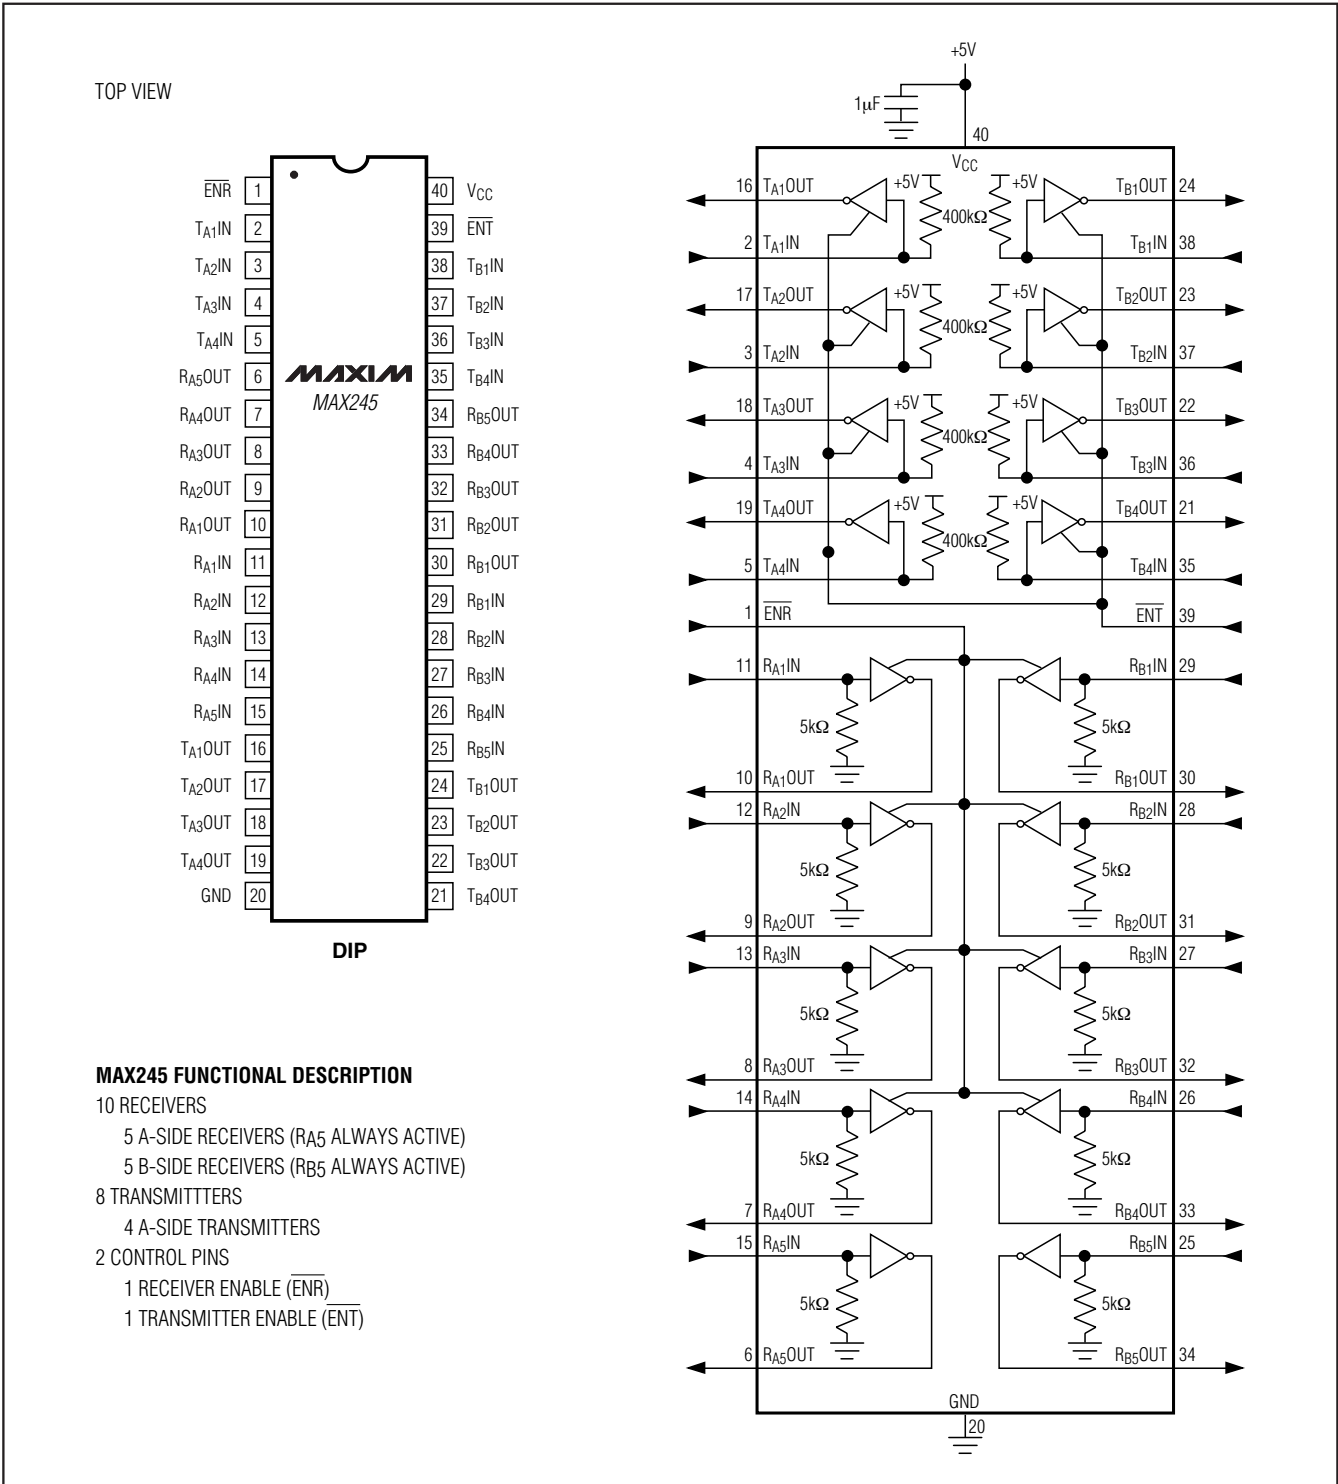 TOP VIEW
E̅N̅R̅ 1
TA1IN 2
TA2IN 3
TA3IN 4
TA4IN 5
RA5OUT 6
RA4OUT 7
RA3OUT 8
RA2OUT 9
RA1OUT 10
RA1IN 11
RA2IN 12
RA3IN 13
RA4IN 14
RA5IN 15
TA1OUT 16
TA2OUT 17
TA3OUT 18
TA4OUT 19
GND 20
MAXIM
MAX245
40 VCC
39 E̅N̅T̅
38 TB1IN
37 TB2IN
36 TB3IN
35 TB4IN
34 RB5OUT
33 RB4OUT
32 RB3OUT
31 RB2OUT
30 RB1OUT
29 RB1IN
28 RB2IN
27 RB3IN
26 RB4IN
25 RB5IN
24 TB1OUT
23 TB2OUT
22 TB3OUT
21 TB4OUT
DIP
MAX245 FUNCTIONAL DESCRIPTION
10 RECEIVERS
5 A-SIDE RECEIVERS (RA5 ALWAYS ACTIVE)
5 B-SIDE RECEIVERS (RB5 ALWAYS ACTIVE)
8 TRANSMITTTERS
4 A-SIDE TRANSMITTERS
2 CONTROL PINS
1 RECEIVER ENABLE (E̅N̅R̅)
1 TRANSMITTER ENABLE (E̅N̅T̅)
+5V
1µF
40
VCC
16 TA1OUT +5V +5V TB1OUT 24
400kΩ
2 TA1IN TB1IN 38
17 TA2OUT +5V +5V TB2OUT 23
400kΩ
3 TA2IN TB2IN 37
18 TA3OUT +5V +5V TB3OUT 22
400kΩ
4 TA3IN TB3IN 36
19 TA4OUT +5V +5V TB4OUT 21
400kΩ
5 TA4IN TB4IN 35
1 E̅N̅R̅ E̅N̅T̅ 39
11 RA1IN RB1IN 29
5kΩ 5kΩ
10 RA1OUT RB1OUT 30
12 RA2IN RB2IN 28
5kΩ 5kΩ
9 RA2OUT RB2OUT 31
13 RA3IN RB3IN 27
5kΩ 5kΩ
8 RA3OUT RB3OUT 32
14 RA4IN RB4IN 26
5kΩ 5kΩ
7 RA4OUT RB4OUT 33
15 RA5IN RB5IN 25
5kΩ 5kΩ
6 RA5OUT RB5OUT 34
GND
20